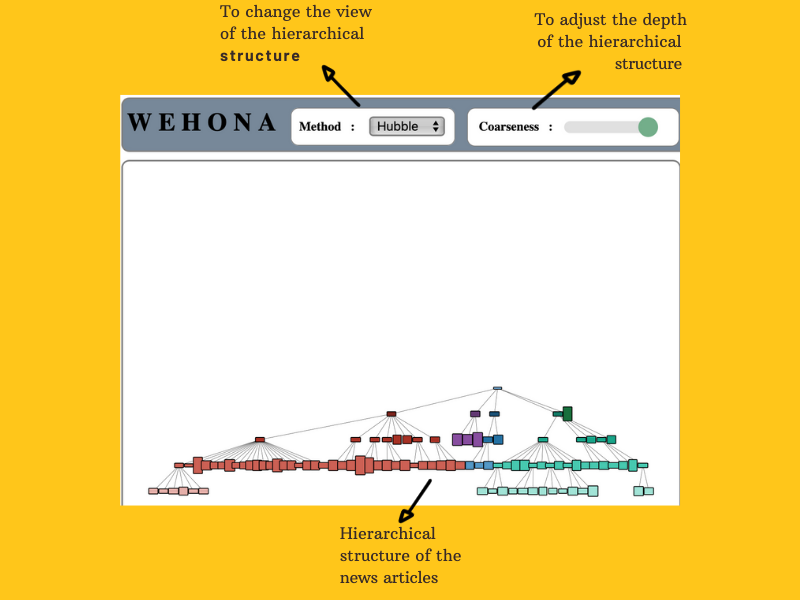 To change the view
of the hierarchical
structure
To adjust the depth
of the hierarchical
structure
WEHONA
Method :
Hubble
Coarseness :
Hierarchical
structure of the
news articles